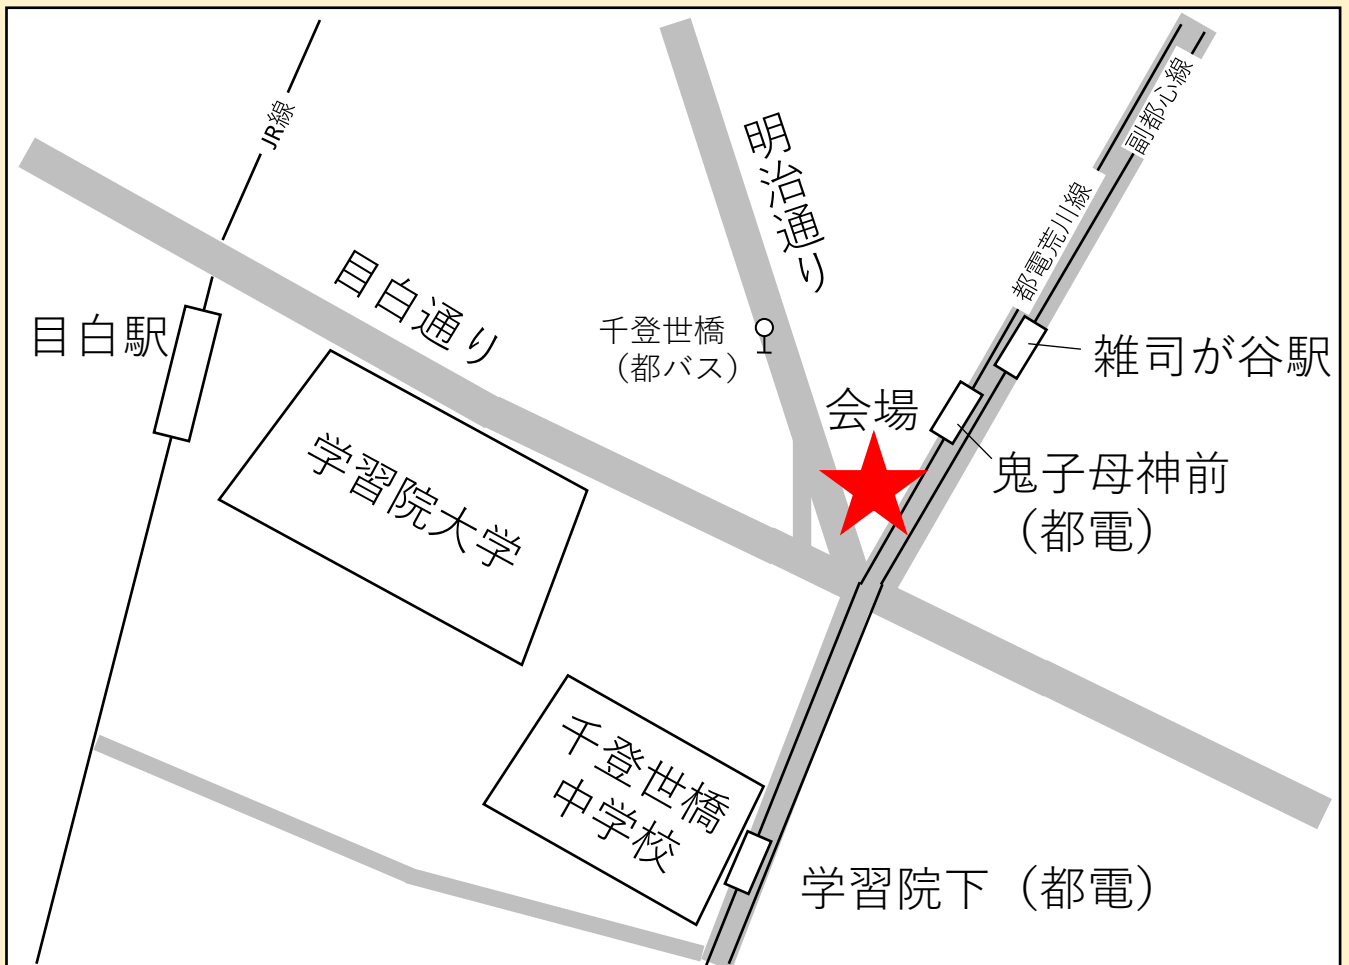 JR線
明治通り
副都心線
都電荒川線
目白通り
目白駅
千登世橋
（都バス）
雑司が谷駅
会場
鬼子母神前
（都電）
学習院大学
千登世橋
中学校
学習院下（都電）